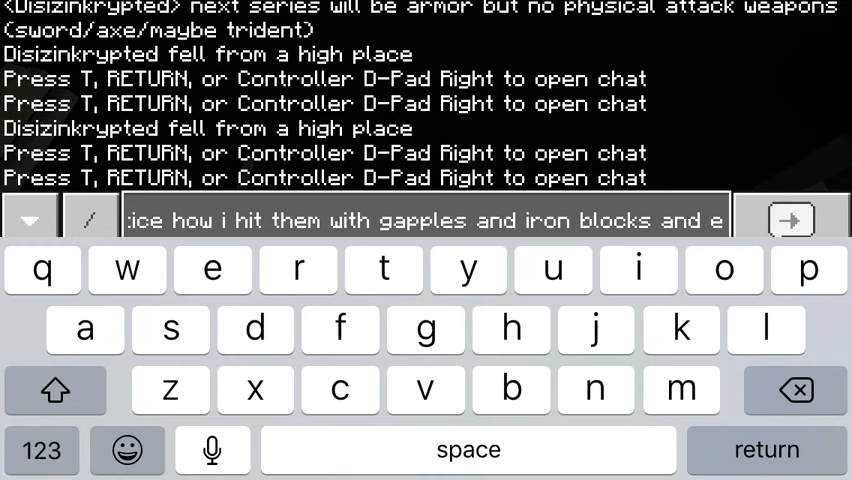 <Disizinkrypted> next series will be armor but no physical attack weapons
(sword/axe/maybe trident)
Disizinkrypted fell from a high place
Press T, RETURN, or Controller D-Pad Right to open chat
Press T, RETURN, or Controller D-Pad Right to open chat
Disizinkrypted fell from a high place
Press T, RETURN, or Controller D-Pad Right to open chat
Press T, RETURN, or Controller D-Pad Right to open chat
/ :ice how i hit them with gapples and iron blocks and e
q w e r t y u i o p
a s d f g h j k l
z x c v b n m
123 space return